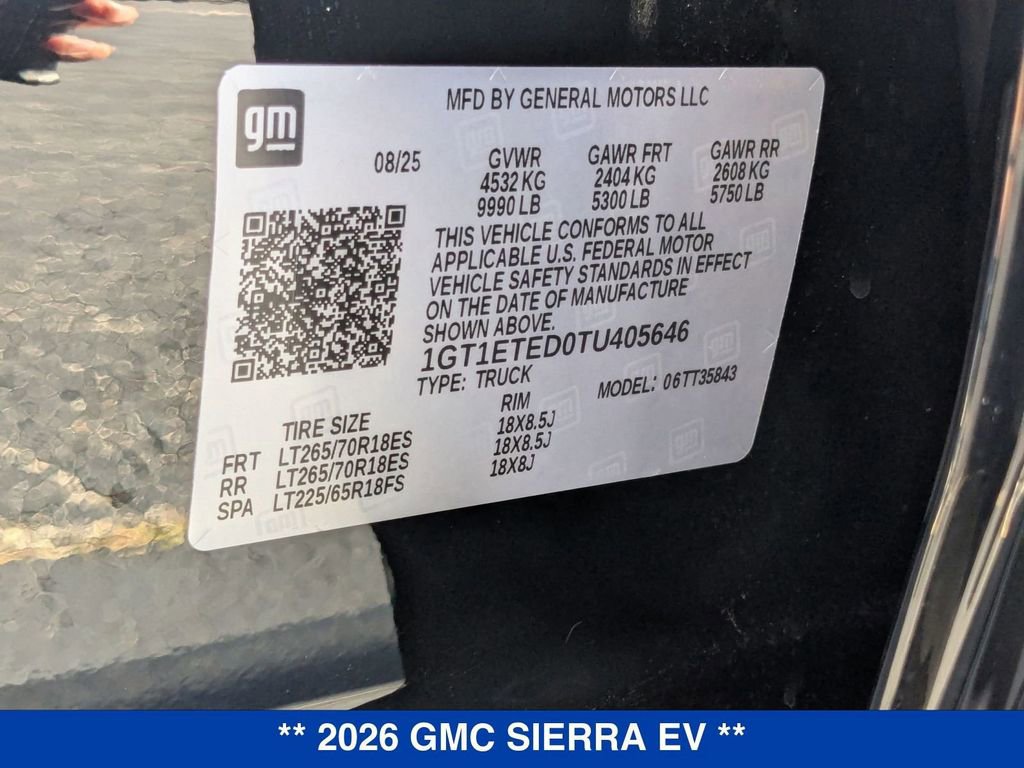 gm
MFD BY GENERAL MOTORS LLC
08/25 GVWR GAWR FRT GAWR RR
4532 KG 2404 KG 2608 KG
9990 LB 5300 LB 5750 LB
THIS VEHICLE CONFORMS TO ALL
APPLICABLE U.S. FEDERAL MOTOR
VEHICLE SAFETY STANDARDS IN EFFECT
ON THE DATE OF MANUFACTURE
SHOWN ABOVE.
1GT1ETED0TU405646
TYPE: TRUCK MODEL: 06TT35843
TIRE SIZE RIM
FRT LT265/70R18ES 18X8.5J
RR LT265/70R18ES 18X8.5J
SPA LT225/65R18FS 18X8J
** 2026 GMC SIERRA EV **